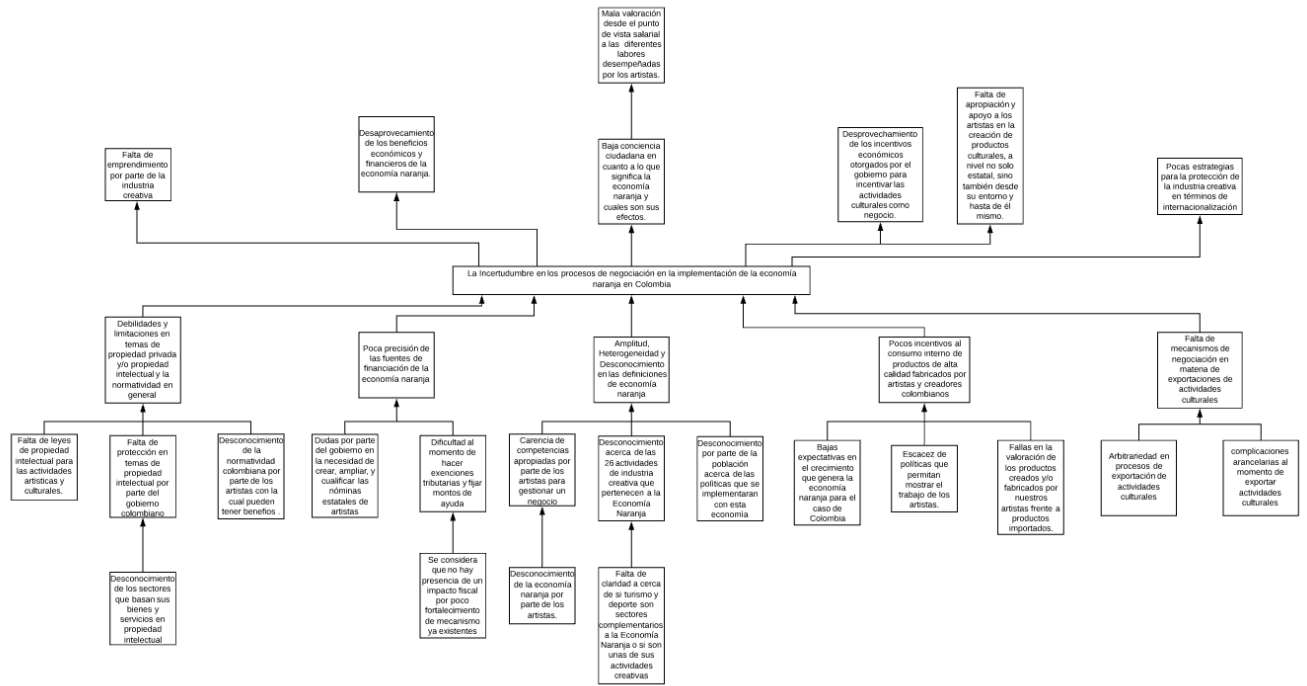 Mala valoración
desde el punto
de vista salarial
a las diferentes
labores
desempeñadas
por los artistas.
Falta de
apropiación y
apoyo a los
artistas en la
creación de
productos
culturales, a
nivel no solo
estatal, sino
también desde
su entorno y
hasta de él
mismo.
Desaprovecamiento
de los beneficios
económicos y
financieros de la
economía naranja.
Desprovechamiento
de los incentivos
económicos
otorgados por el
gobierno para
incentivar las
actividades
culturales como
negocio.
Baja conciencia
ciudadana en
cuanto a lo que
significa la
economía
naranja y
cuales son sus
efectos.
Falta de
emprendimiento
por parte de la
industria
creativa
Pocas estrategias
para la protección de
la industria creativa
en términos de
internacionalización
La Incertudumbre en los procesos de negociación en la implementación de la economía
naranja en Colombia
Debilidades y
limitaciones en
temas de
propiedad privada
y/o propiedad
intelectual y la
normatividad en
general
Poca precisión de
las fuentes de
financiación de la
economía naranja
Amplitud,
Heterogeneidad y
Desconocimiento
en las definiciones
de economía
naranja
Pocos incentivos al
consumo interno de
productos de alta
calidad fabricados por
artistas y creadores
colombianos
Falta de
mecanismos de
negociación en
materia de
exportaciones de
actividades
culturales
Falta de leyes
de propiedad
intelectual para
las actividades
artisticas y
culturales.
Falta de
protección en
temas de
propiedad
intelectual por
parte del
gobierno
colombiano
Desconocimiento
de la
normatividad
colombiana por
parte de los
artistas con la
cual pueden
tener benefios .
Dudas por parte
del gobierno en
la necesidad de
crear, ampliar, y
cualificar las
nóminas
estatales de
artistas
Dificultad al
momento de
hacer
exenciones
tributarias y fijar
montos de
ayuda
Carencia de
competencias
apropiadas por
parte de los
artistas para
gestionar un
negocio
Desconocimiento
acerca de las
26 actividades
de industria
creativa que
pertenecen a la
Economía
Naranja
Desconocimiento
por parte de la
población
acerca de las
políticas que se
implementaran
con esta
economía
Bajas
expectativas en
el crecimiento
que genera la
economía
naranja para el
caso de
Colombia
Escacez de
políticas que
permitan
mostrar el
trabajo de los
artistas.
Fallas en la
valoración de
los productos
creados y/o
fabricados por
nuestros
artistas frente a
productos
importados.
Arbitrariedad en
procesos de
exportación de
actividades
culturales
complicaciones
arancelarias al
momento de
exportar
actividades
culturales
Desconocimiento
de los sectores
que basan sus
bienes y
servicios en
propiedad
intelectual
Se considera
que no hay
presencia de un
impacto fiscal
por poco
fortalecimiento
de mecanismo
ya existentes
Desconocimiento
de la economía
naranja por
parte de los
artistas.
Falta de
claridad a cerca
de si turismo y
deporte son
sectores
complementarios
a la Economía
Naranja o si son
unas de sus
actividades
creativas